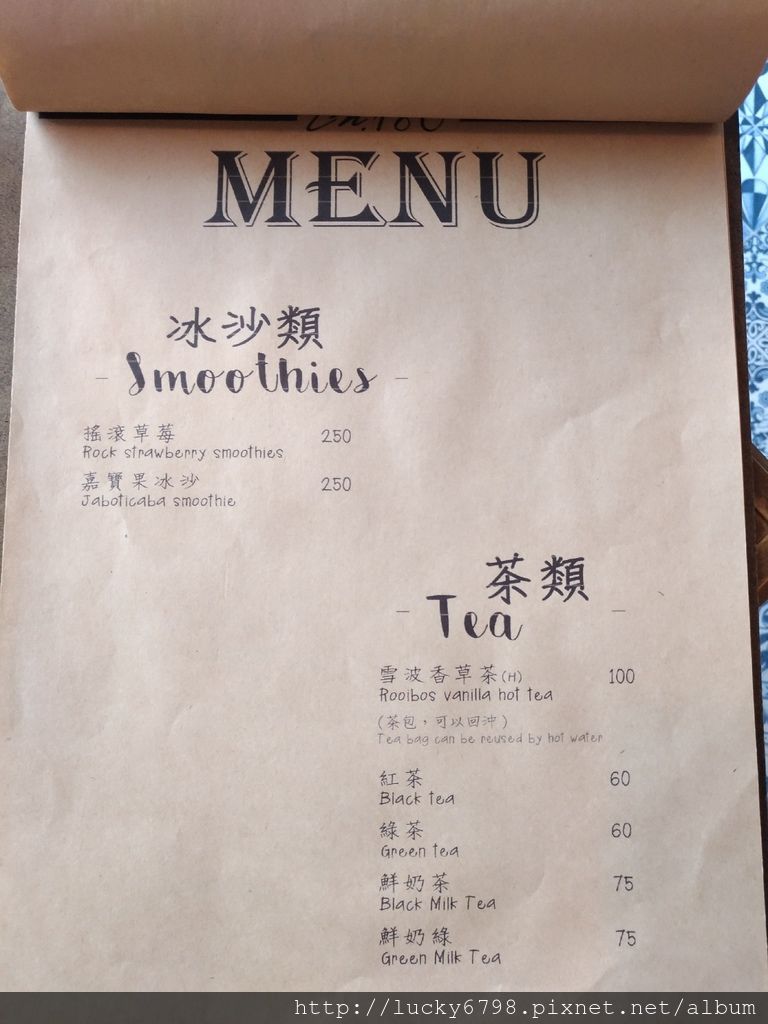 MENU
冰沙類
- Smoothies -
搖滾草莓 250
Rock strawberry smoothies
嘉寶果冰沙 250
Jaboticaba smoothie
茶類
- Tea -
雪波香草茶(H) 100
Rooibos vanilla hot tea
(茶包，可以回沖)
Tea bag can be reused by hot water
紅茶 60
Black tea
綠茶 60
Green tea
鮮奶茶 75
Black Milk Tea
鮮奶綠 75
Green Milk Tea
http://lucky6798.pixnet.net/album